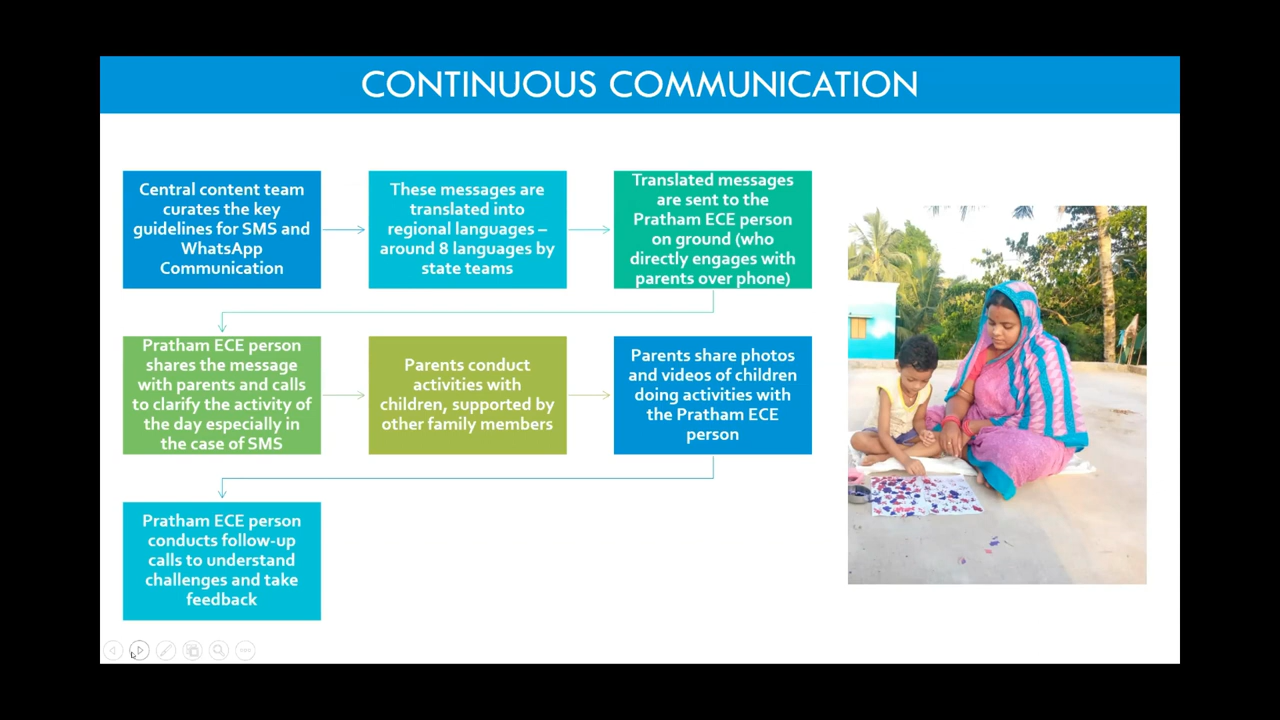 CONTINUOUS COMMUNICATION
Central content team
curates the key
guidelines for SMS and
WhatsApp
Communication
These messages are
translated into
regional languages –
around 8 languages by
state teams
Translated messages
are sent to the
Pratham ECE person
on ground (who
directly engages with
parents over phone)
Pratham ECE person
shares the message
with parents and calls
to clarify the activity of
the day especially in
the case of SMS
Parents conduct
activities with
children, supported by
other family members
Parents share photos
and videos of children
doing activities with
the Pratham ECE
person
Pratham ECE person
conducts follow-up
calls to understand
challenges and take
feedback